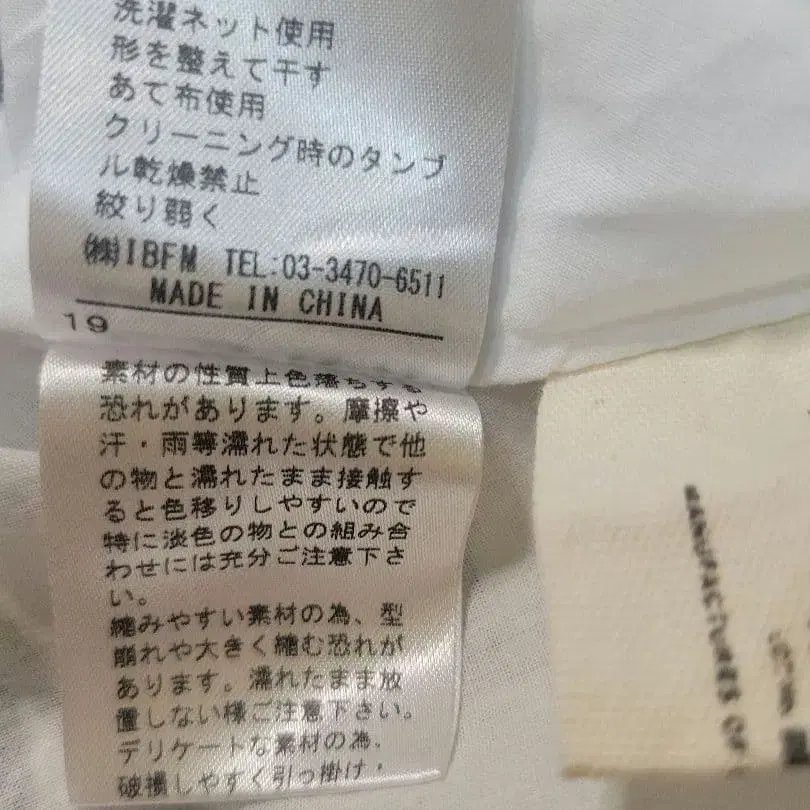 洗濯ネット使用
形を整えて干す
あて布使用
クリーニング時のタンブ
ル乾燥禁止
絞り弱く
㈱IBFM TEL:03-3470-6511
MADE IN CHINA
19
素材の性質上色落ちする
恐れがあります。摩擦や
汗・雨等濡れた状態で他
の物と濡れたまま接触す
ると色移りしやすいので
特に淡色の物との組み合
わせには充分ご注意下さ
い。
縮みやすい素材の為、型
崩れや大きく縮む恐れが
あります。濡れたまま放
置しない様ご注意下さい。
デリケートな素材の為、
破損しやすく引っ掛け・
MANUFACTURES OF